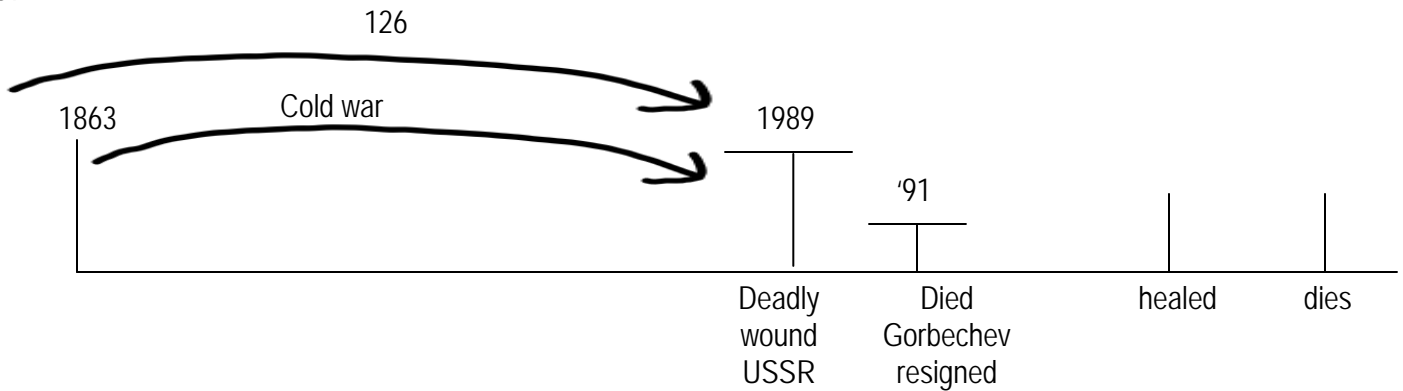 126
Cold war
1863
1989
'91
Deadly
wound
USSR
Died
Gorbechev
resigned
healed
dies